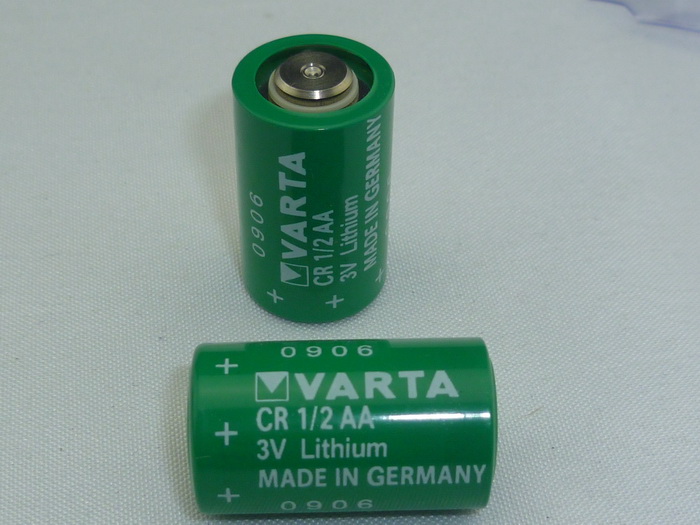 0906
VARTA
CR 1/2 AA
3V Lithium
MADE IN GERMANY
+ + +
0906
+ VARTA
CR 1/2 AA
+ 3V Lithium
MADE IN GERMANY
+ 0906